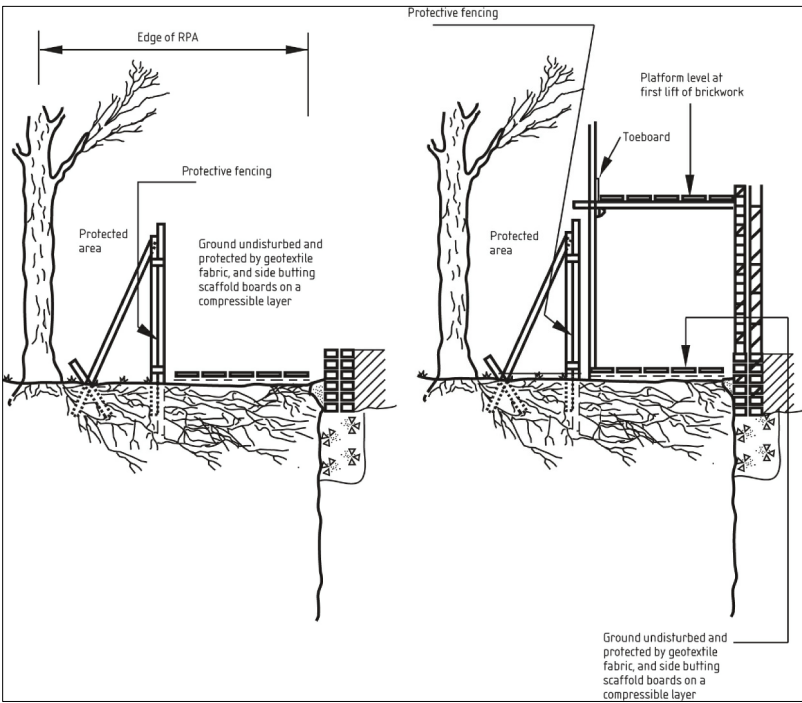 Edge of RPA
Protective fencing
Protected
area
Ground undisturbed and
protected by geotextile
fabric, and side butting
scaffold boards on a
compressible layer
Protective fencing
Platform level at
first lift of brickwork
Toeboard
Protected
area
Ground undisturbed and
protected by geotextile
fabric, and side butting
scaffold boards on a
compressible layer